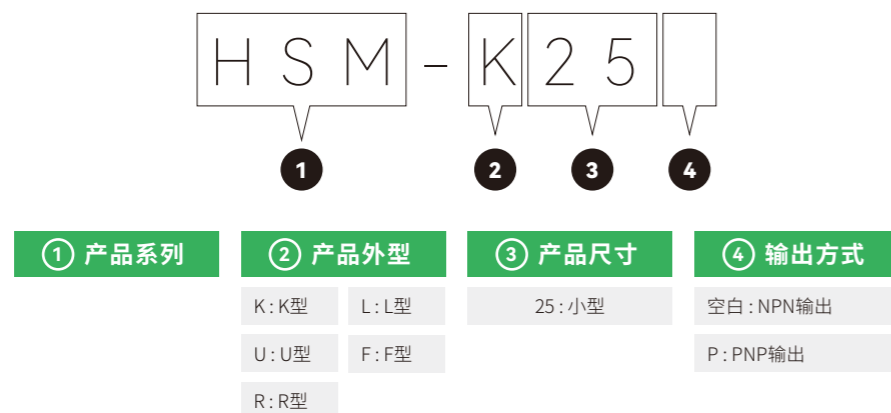 HSM-K25
1 2 3 4
① 产品系列 ② 产品外型 ③ 产品尺寸 ④ 输出方式
K : K型 L : L型 25 : 小型 空白 : NPN输出
U : U型 F : F型 P : PNP输出
R : R型